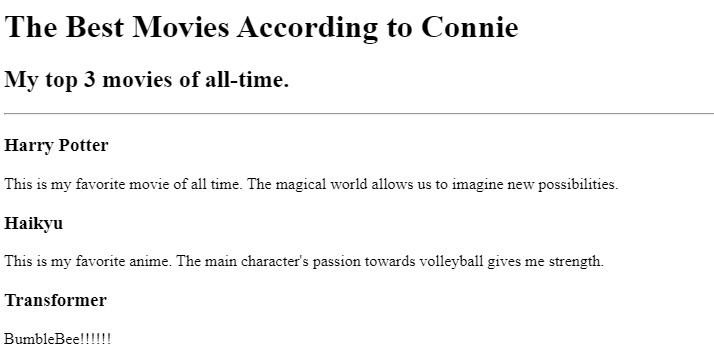 The Best Movies According to Connie
My top 3 movies of all-time.
Harry Potter
This is my favorite movie of all time. The magical world allows us to imagine new possibilities.
Haikyu
This is my favorite anime. The main character's passion towards volleyball gives me strength.
Transformer
BumbleBee!!!!!!